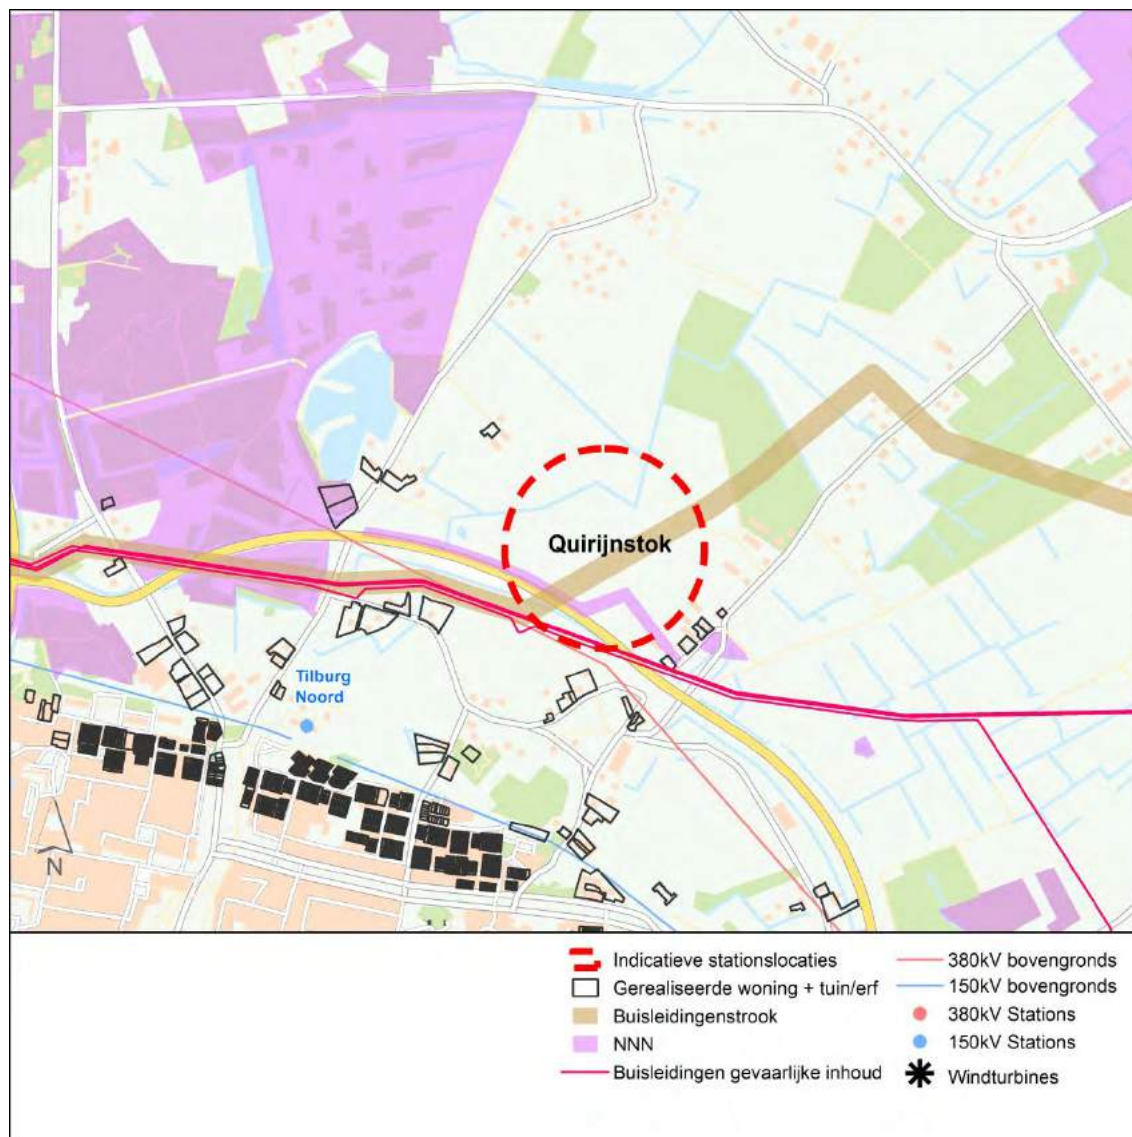 Quirijnstok
Tilburg
Noord
N
Indicatieve stationslocaties
Gerealiseerde woning + tuin/erf
Buisleidingenstrook
NNN
Buisleidingen gevaarlijke inhoud
380kV bovengronds
150kV bovengronds
380kV Stations
150kV Stations
Windturbines